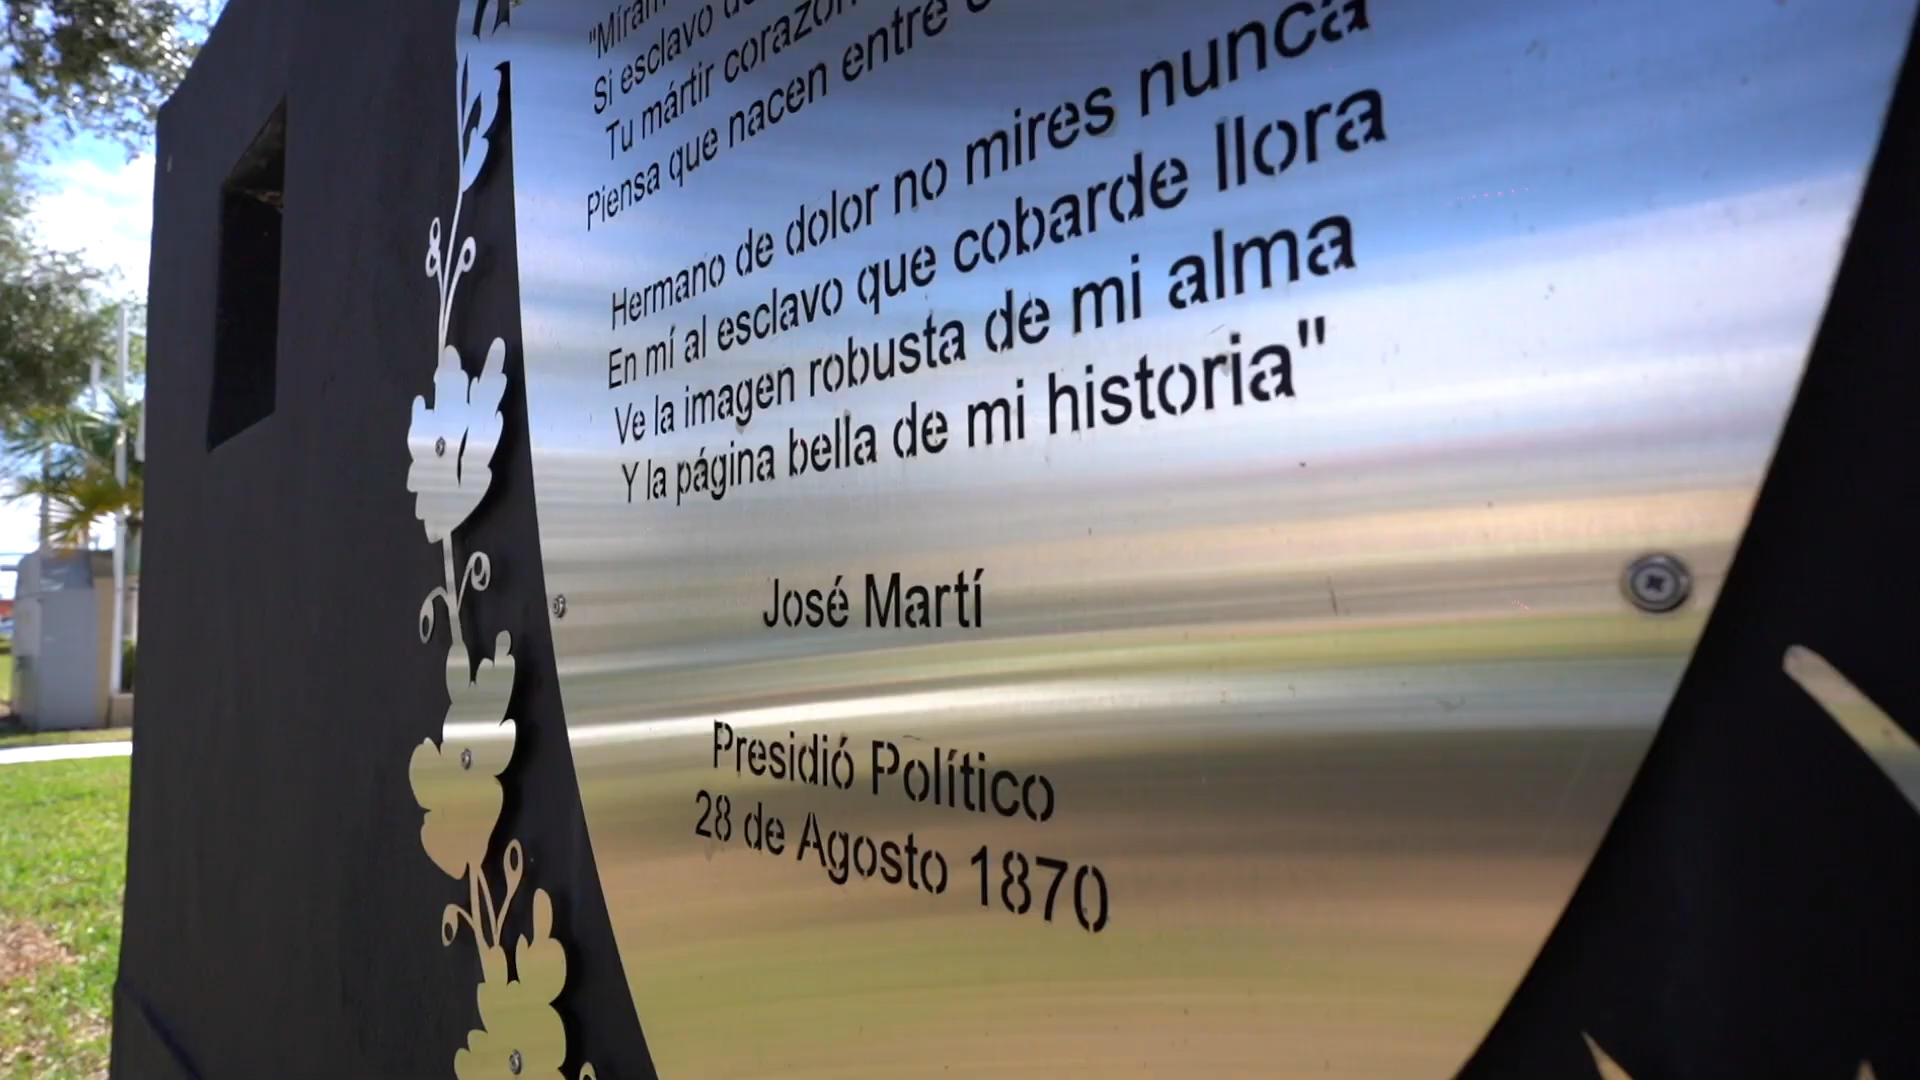 Si esclavo
Tu mártir corazón
Piensa que nacen entre
Hermano de dolor no mires nunca
En mí al esclavo que cobarde llora
Ve la imagen robusta de mi alma
Y la página bella de mi historia"
José Martí
Presidió Político
28 de Agosto 1870